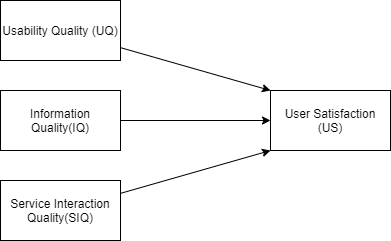 Usability Quality (UQ)
Information
Quality(IQ)
User Satisfaction
(US)
Service Interaction
Quality(SIQ)